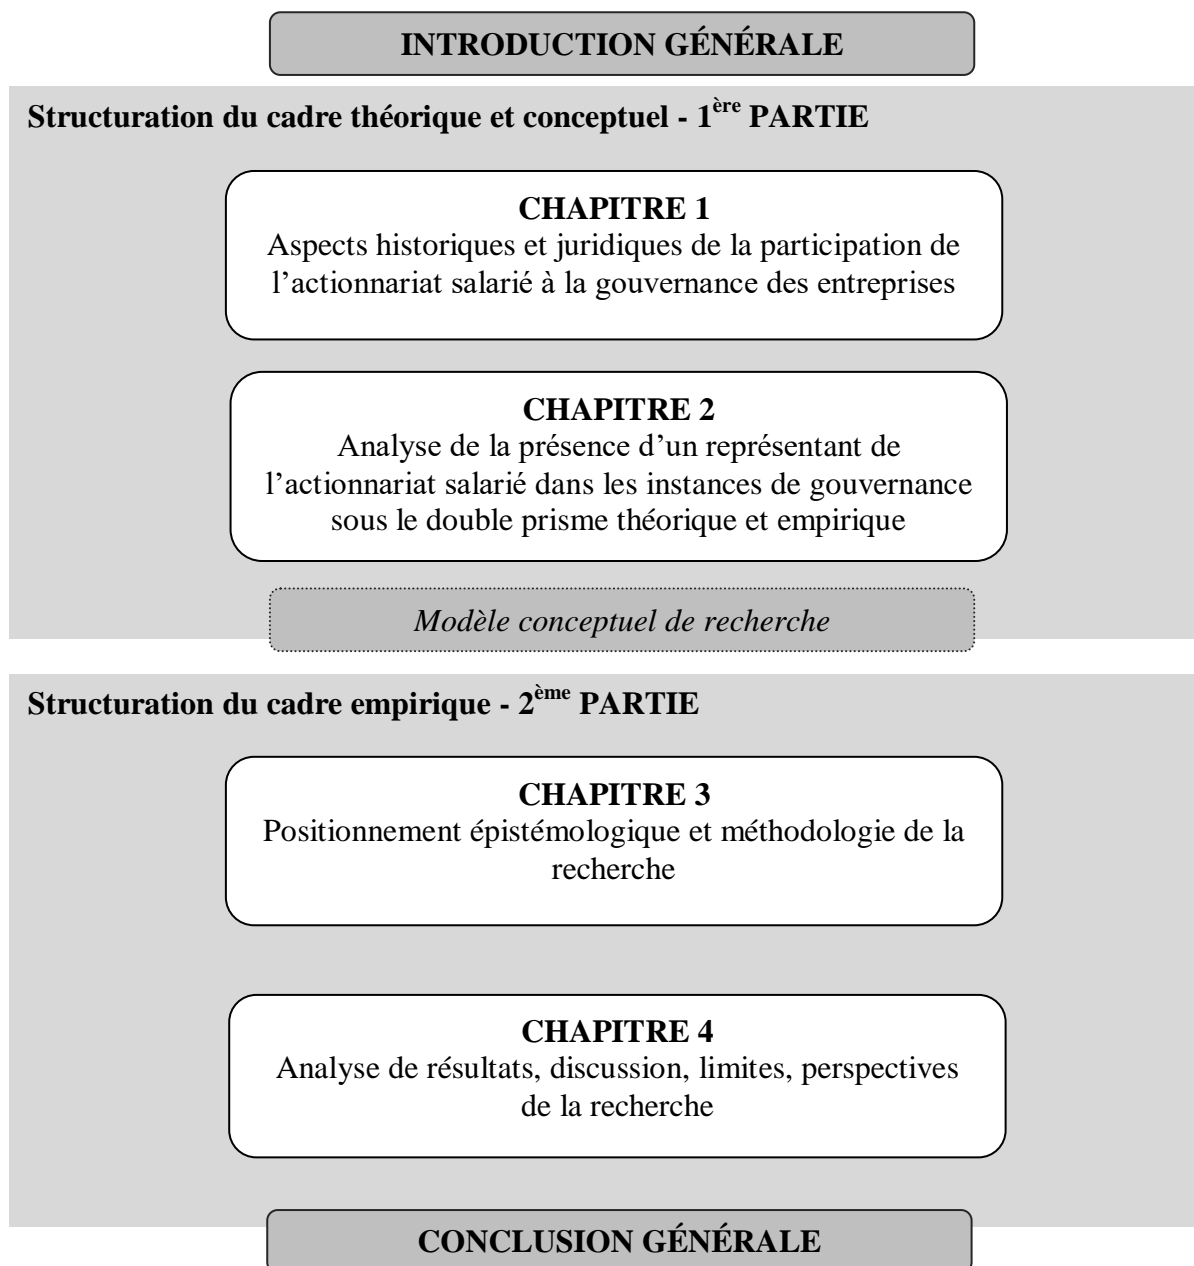 INTRODUCTION GÉNÉRALE
Structuration du cadre théorique et conceptuel - 1ère PARTIE
CHAPITRE 1
Aspects historiques et juridiques de la participation de
l’actionnariat salarié à la gouvernance des entreprises
CHAPITRE 2
Analyse de la présence d’un représentant de
l’actionnariat salarié dans les instances de gouvernance
sous le double prisme théorique et empirique
Modèle conceptuel de recherche
Structuration du cadre empirique - 2ème PARTIE
CHAPITRE 3
Positionnement épistémologique et méthodologie de la
recherche
CHAPITRE 4
Analyse de résultats, discussion, limites, perspectives
de la recherche
CONCLUSION GÉNÉRALE